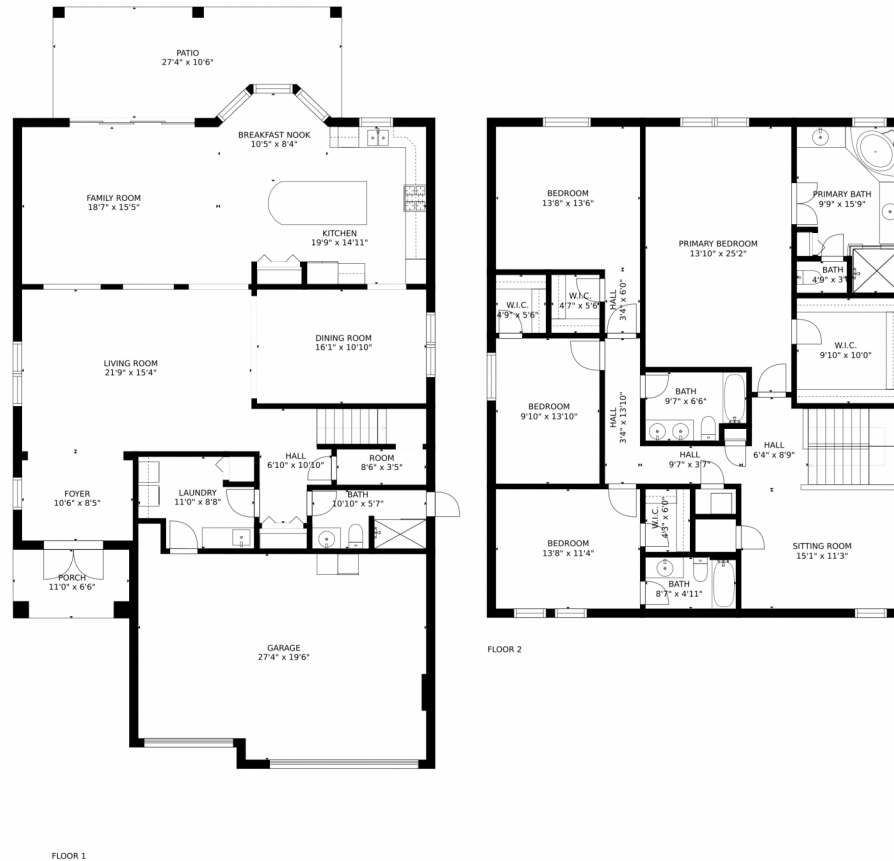 PATIO
27'4" x 10'6"
BREAKFAST NOOK
10'5" x 8'4"
FAMILY ROOM
18'7" x 15'5"
KITCHEN
19'9" x 14'11"
DINING ROOM
16'1" x 10'10"
LIVING ROOM
21'9" x 15'4"
HALL
6'10" x 10'10"
ROOM
8'6" x 3'5"
FOYER
10'6" x 8'5"
LAUNDRY
11'0" x 8'8"
BATH
10'10" x 5'7"
PORCH
11'0" x 6'6"
GARAGE
27'4" x 19'6"
FLOOR 1
BEDROOM
13'8" x 13'6"
PRIMARY BEDROOM
13'10" x 25'2"
PRIMARY BATH
9'9" x 15'9"
BATH
4'9" x
W.I.C.
4'9" x 5'6"
W.I.C.
4'7" x 5'6"
HALL
3'4" x 6'0"
W.I.C.
9'10" x 10'0"
BEDROOM
9'10" x 13'10"
HALL
3'4" x 13'10"
BATH
9'7" x 6'6"
HALL
9'7" x 3'7"
HALL
6'4" x 8'9"
BEDROOM
13'8" x 11'4"
W.I.C.
4'3" x 6'0"
SITTING ROOM
15'1" x 11'3"
BATH
8'7" x 4'11"
FLOOR 2